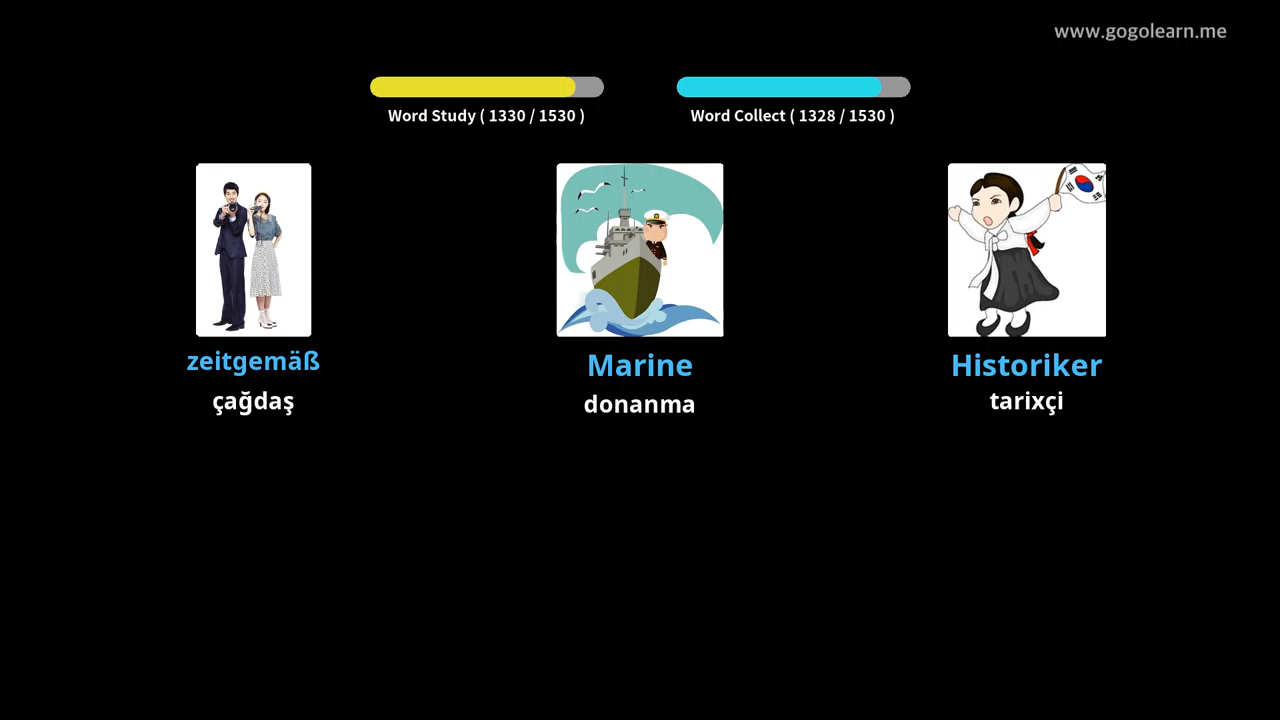 www.gogolearn.me
Word Study ( 1330 / 1530 )
Word Collect ( 1328 / 1530 )
zeitgemäß
çağdaş
Marine
donanma
Historiker
tarixçi